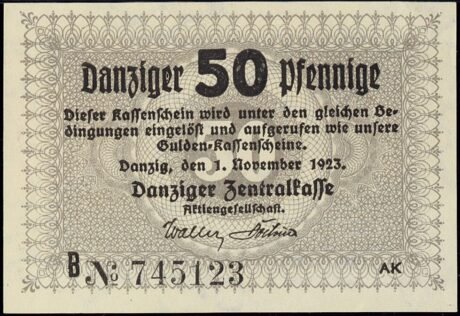 Danziger 50 Pfennige
Dieser Kassenschein wird unter den gleichen Be-
dingungen eingelöst und aufgerufen wie unsere
Gulden-Kassenscheine.
Danzig, den 1. November 1923.
Danziger Zentralkasse
Aktiengesellschaft.
B № 745123
AK